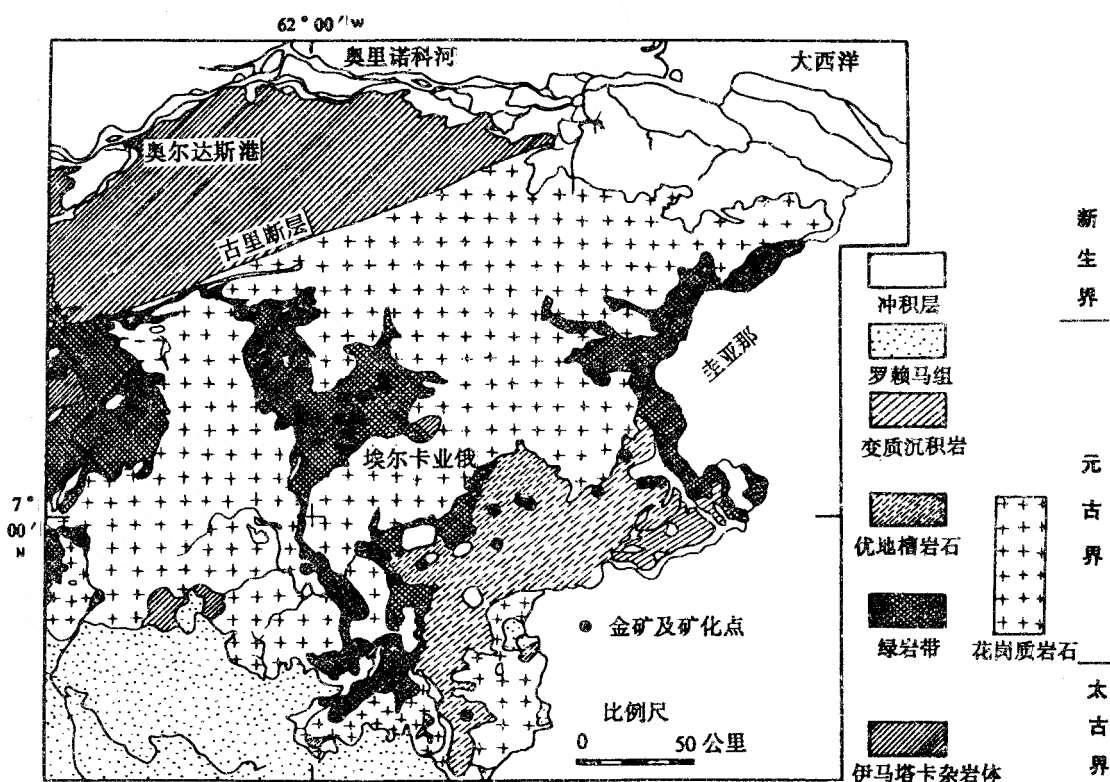 62°00′W
奥里诺科河
大西洋
奥尔达斯港
古里断层
圭亚那
埃尔卡业俄
7°
00′
N
金矿及矿化点
比例尺
0 50 公里
冲积层
罗赖马组
变质沉积岩
优地槽岩石
绿岩带
花岗质岩石
伊马塔卡杂岩体
新
生
界
元
古
界
太
古
界